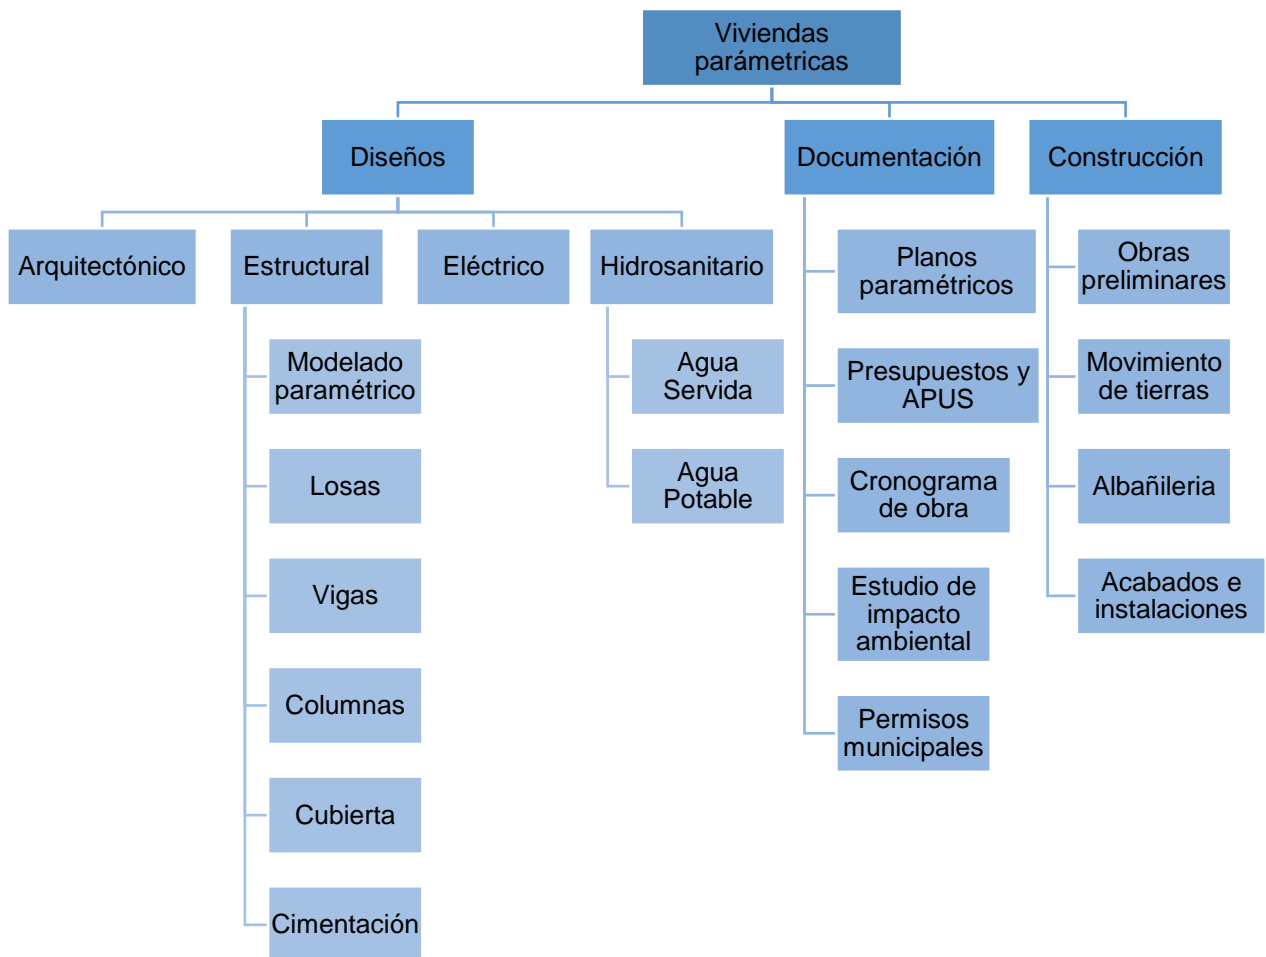 Viviendas
parámetricas
Diseños
Documentación
Construcción
Arquitectónico
Estructural
Eléctrico
Hidrosanitario
Modelado
paramétrico
Losas
Vigas
Columnas
Cubierta
Cimentación
Agua
Servida
Agua
Potable
Planos
paramétricos
Presupuestos y
APUS
Cronograma
de obra
Estudio de
impacto
ambiental
Permisos
municipales
Obras
preliminares
Movimiento
de tierras
Albañileria
Acabados e
instalaciones